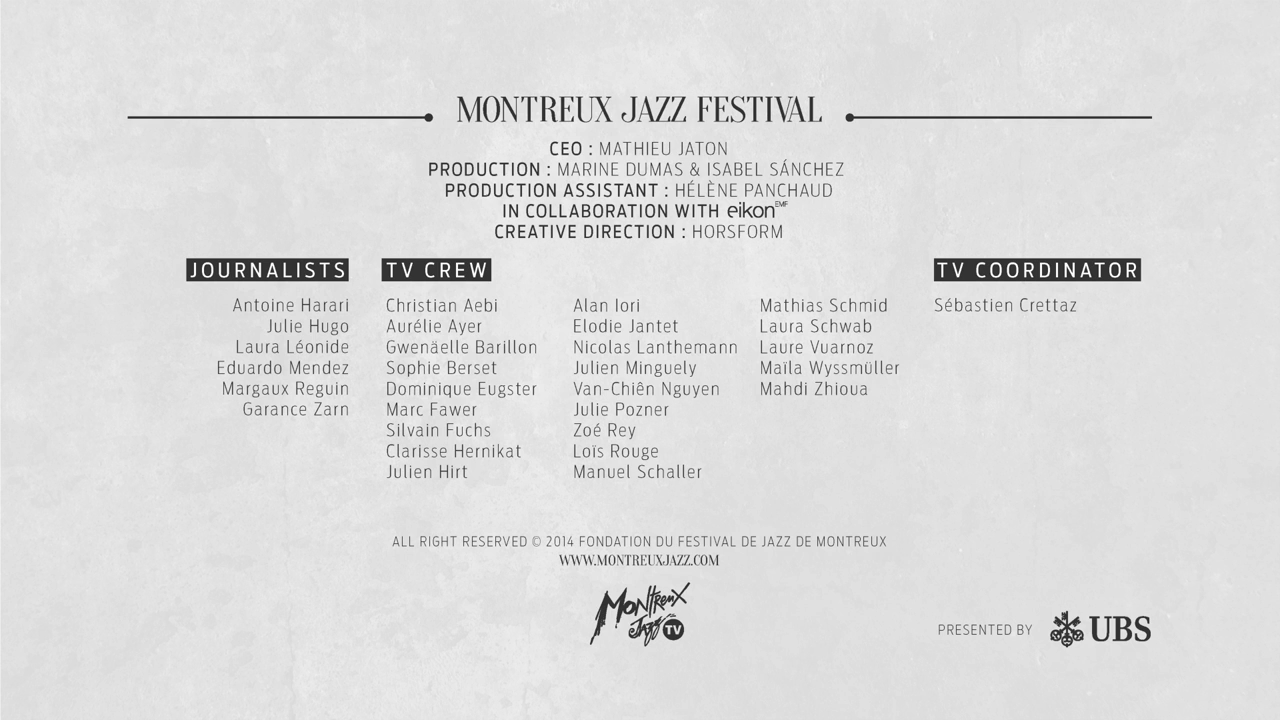 MONTREUX JAZZ FESTIVAL
CEO : MATHIEU JATON
PRODUCTION : MARINE DUMAS & ISABEL SÁNCHEZ
PRODUCTION ASSISTANT : HÉLÈNE PANCHAUD
IN COLLABORATION WITH eikon EMF
CREATIVE DIRECTION : HORSFORM
JOURNALISTS
Antoine Harari
Julie Hugo
Laura Léonide
Eduardo Mendez
Margaux Reguin
Garance Zarn
TV CREW
Christian Aebi
Aurélie Ayer
Gwenäelle Barillon
Sophie Berset
Dominique Eugster
Marc Fawer
Silvain Fuchs
Clarisse Hernikat
Julien Hirt
Alan Iori
Elodie Jantet
Nicolas Lanthemann
Julien Minguely
Van-Chiên Nguyen
Julie Pozner
Zoé Rey
Loïs Rouge
Manuel Schaller
Mathias Schmid
Laura Schwab
Laure Vuarnoz
Maïla Wyssmüller
Mahdi Zhioua
TV COORDINATOR
Sébastien Crettaz
ALL RIGHT RESERVED © 2014 FONDATION DU FESTIVAL DE JAZZ DE MONTREUX
WWW.MONTREUXJAZZ.COM
Montreux
Jazz TV
PRESENTED BY UBS